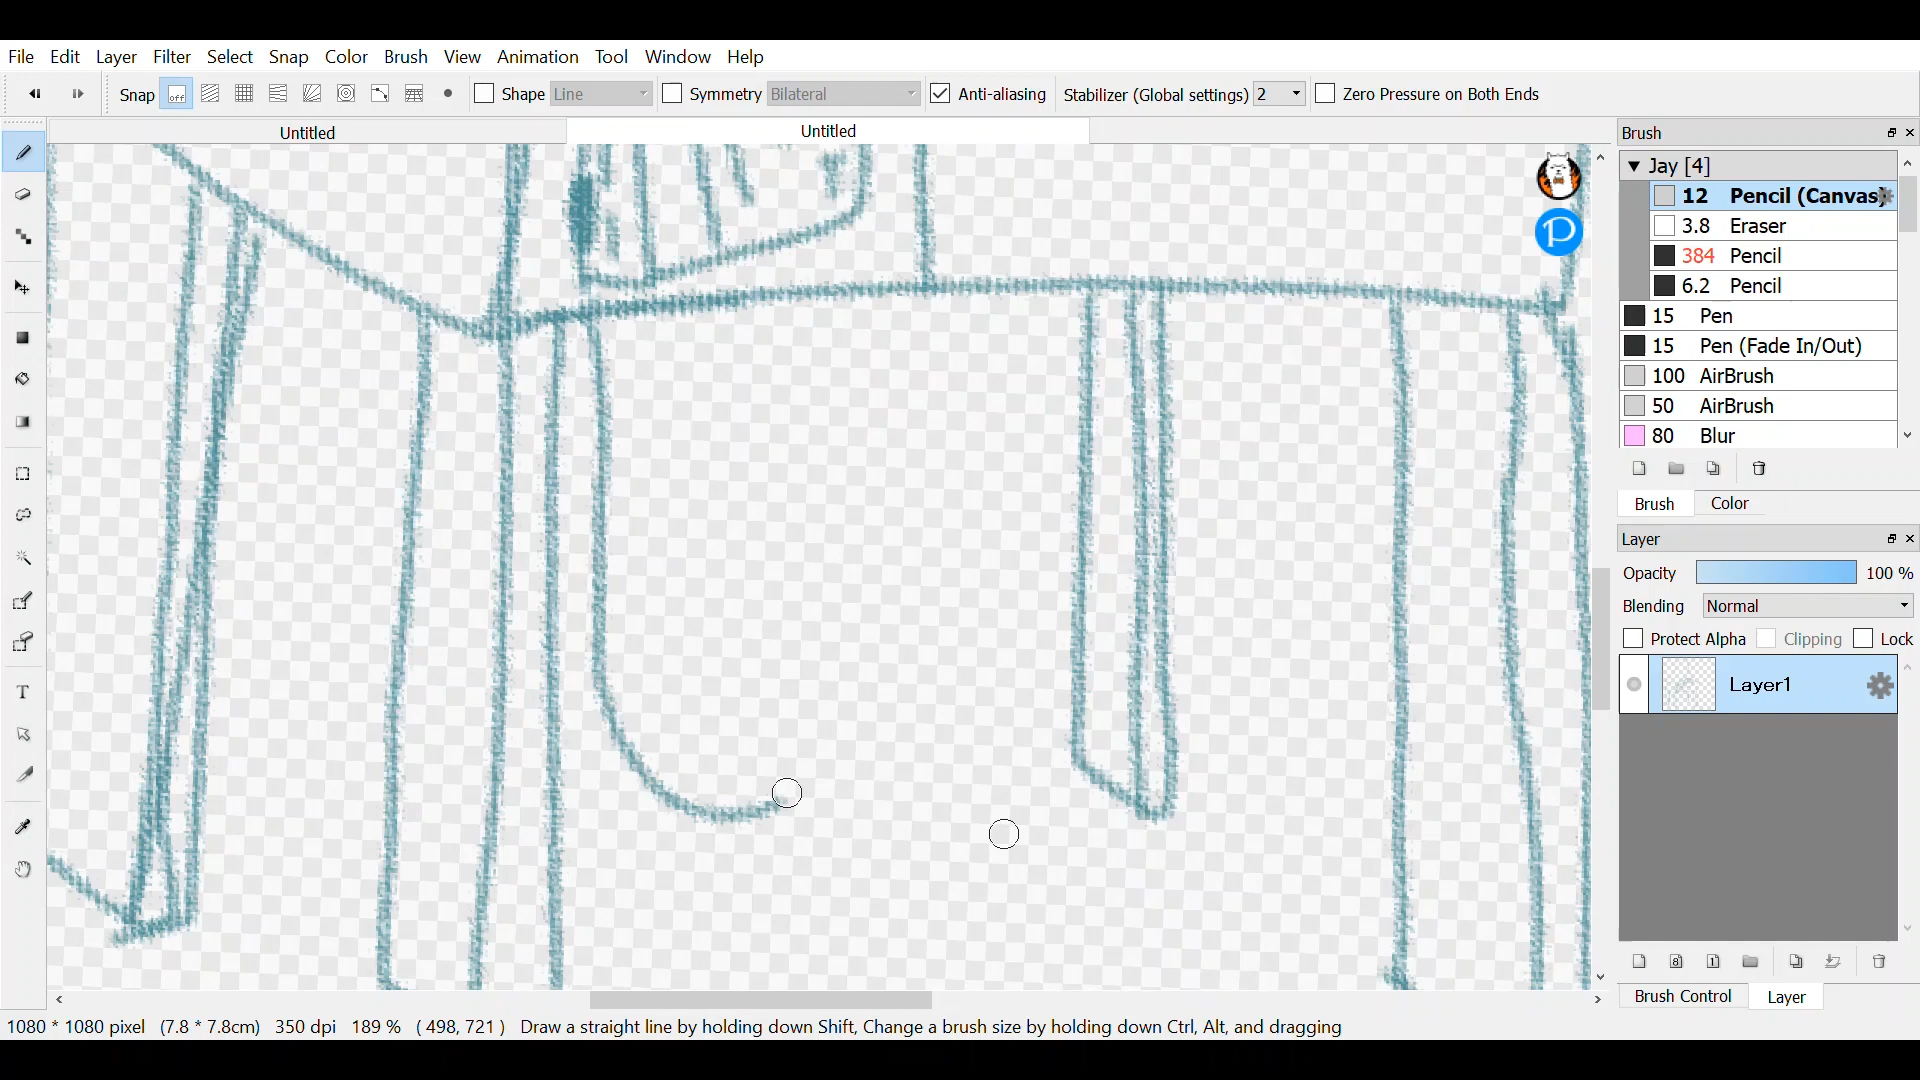 File Edit Layer Filter Select Snap Color Brush View Animation Tool Window Help
Snap off Shape Line Symmetry Bilateral Anti-aliasing Stabilizer (Global settings) 2 Zero Pressure on Both Ends
Untitled Untitled
Brush
Jay [4]
12 Pencil (Canvas)
3.8 Eraser
384 Pencil
6.2 Pencil
15 Pen
15 Pen (Fade In/Out)
100 AirBrush
50 AirBrush
80 Blur
Brush Color
Layer
Opacity 100 %
Blending Normal
Protect Alpha Clipping Lock
Layer1
8 1
Brush Control Layer
T
P
1080 * 1080 pixel (7.8 * 7.8cm) 350 dpi 189 % ( 498, 721 ) Draw a straight line by holding down Shift, Change a brush size by holding down Ctrl, Alt, and dragging